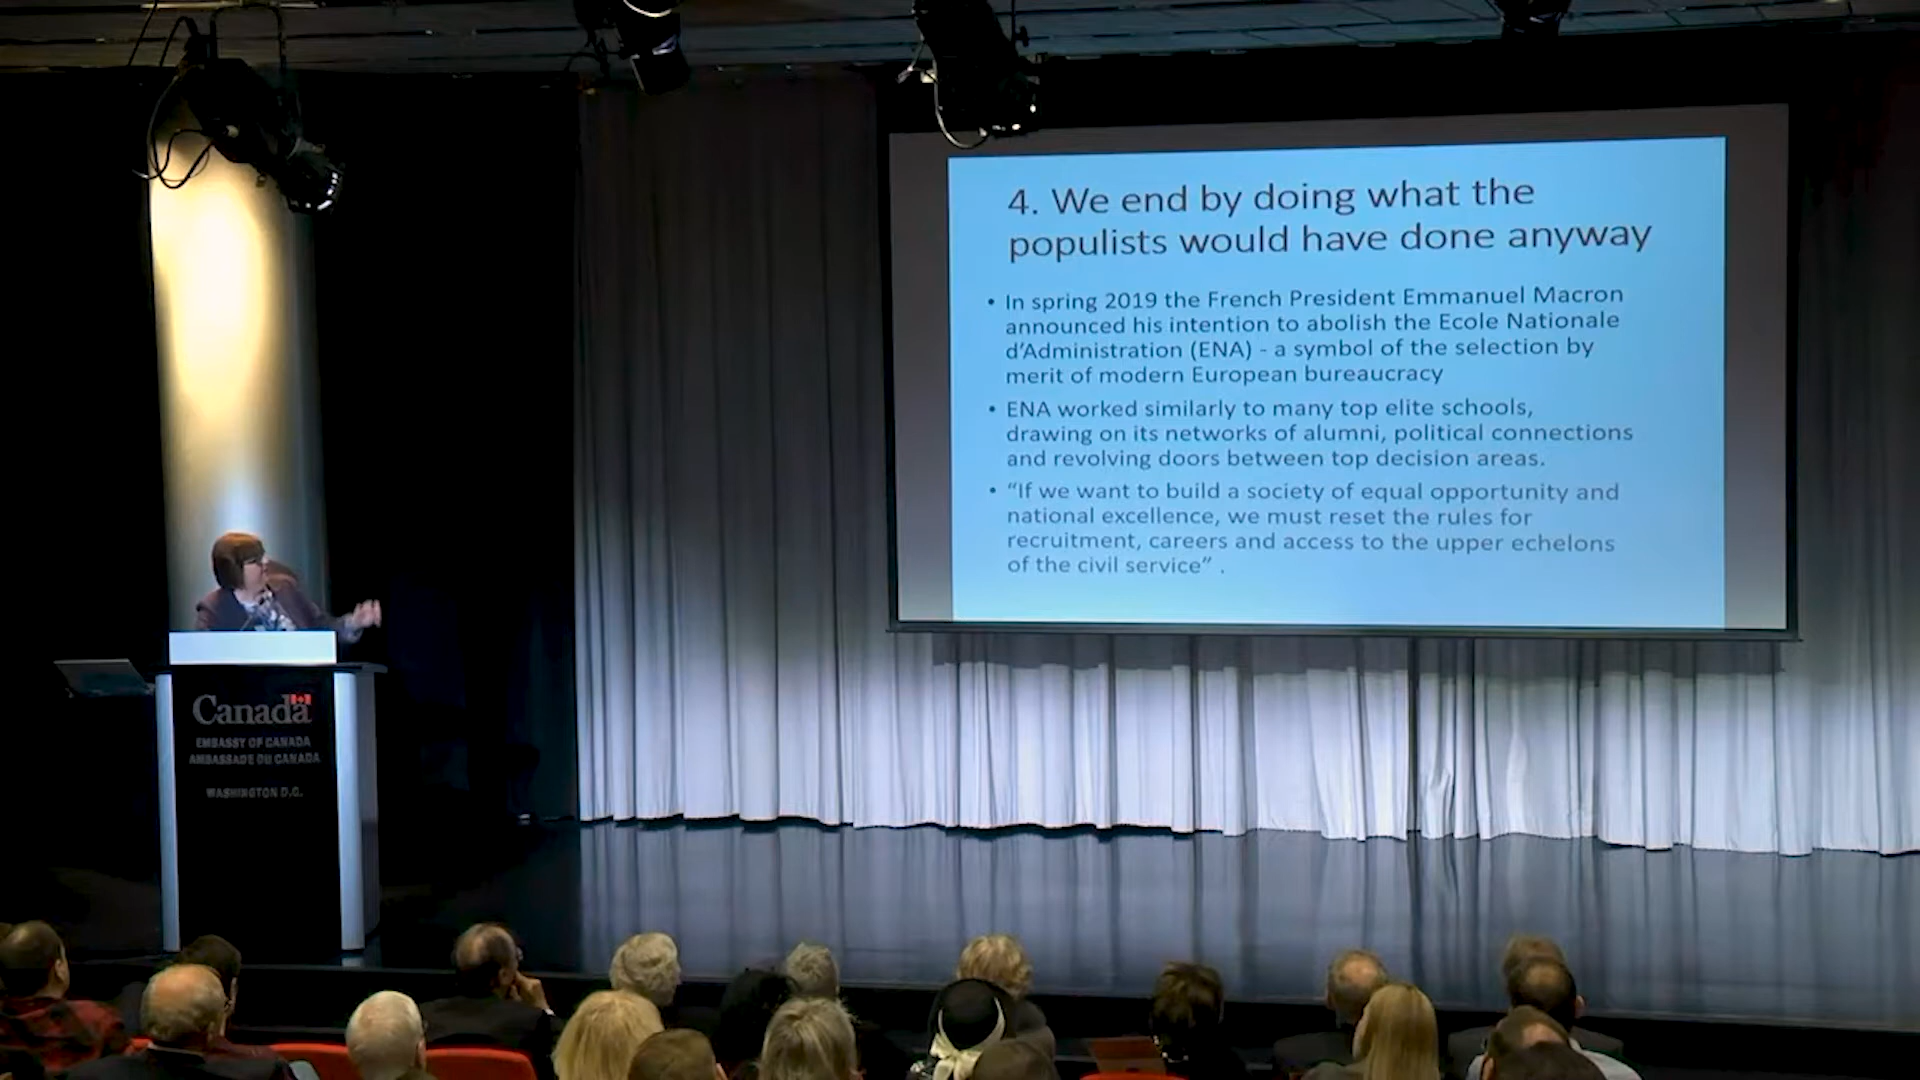 4. We end by doing what the
populists would have done anyway
• In spring 2019 the French President Emmanuel Macron
announced his intention to abolish the Ecole Nationale
d'Administration (ENA) - a symbol of the selection by
merit of modern European bureaucracy
• ENA worked similarly to many top elite schools,
drawing on its networks of alumni, political connections
and revolving doors between top decision areas.
• "If we want to build a society of equal opportunity and
national excellence, we must reset the rules for
recruitment, careers and access to the upper echelons
of the civil service" .
Canada
EMBASSY OF CANADA
AMBASSADE DU CANADA
WASHINGTON D.C.